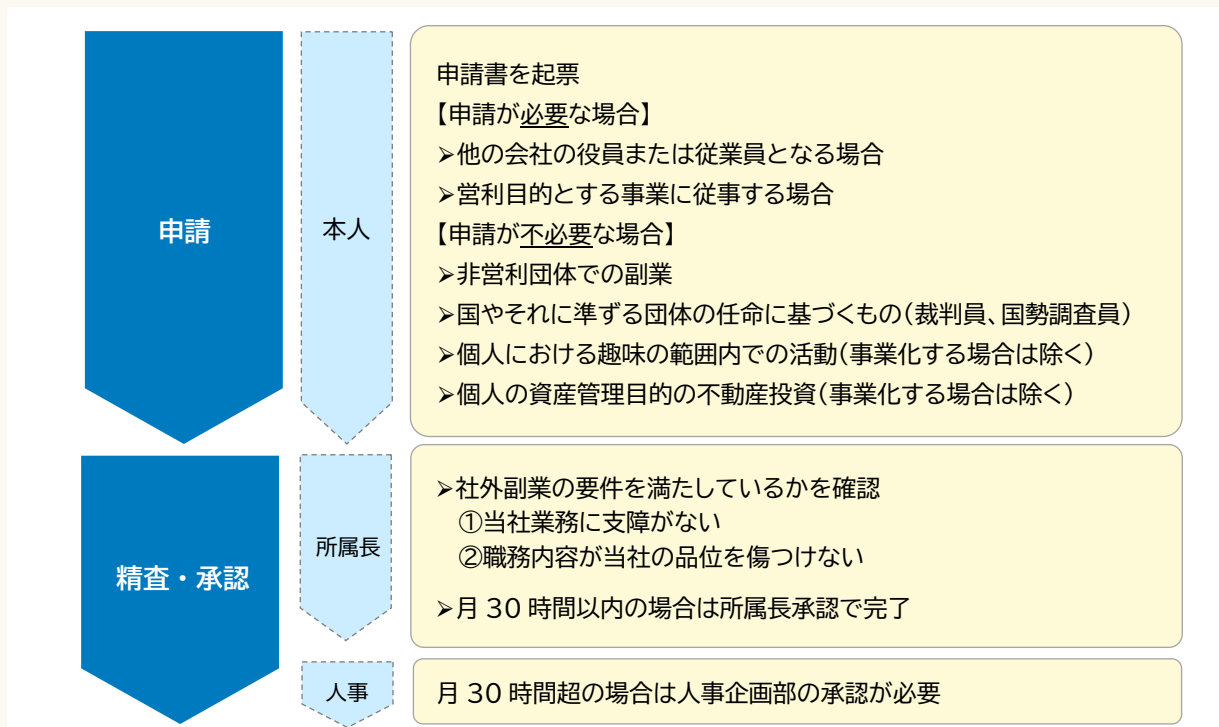 申請
本人
申請書を起票
【申請が必要な場合】
➢他の会社の役員または従業員となる場合
➢営利目的とする事業に従事する場合
【申請が不必要な場合】
➢非営利団体での副業
➢国やそれに準ずる団体の任命に基づくもの(裁判員、国勢調査員)
➢個人における趣味の範囲内での活動(事業化する場合は除く)
➢個人の資産管理目的の不動産投資(事業化する場合は除く)
精査・承認
所属長
➢社外副業の要件を満たしているかを確認
①当社業務に支障がない
②職務内容が当社の品位を傷つけない
➢月 30 時間以内の場合は所属長承認で完了
人事
月 30 時間超の場合は人事企画部の承認が必要